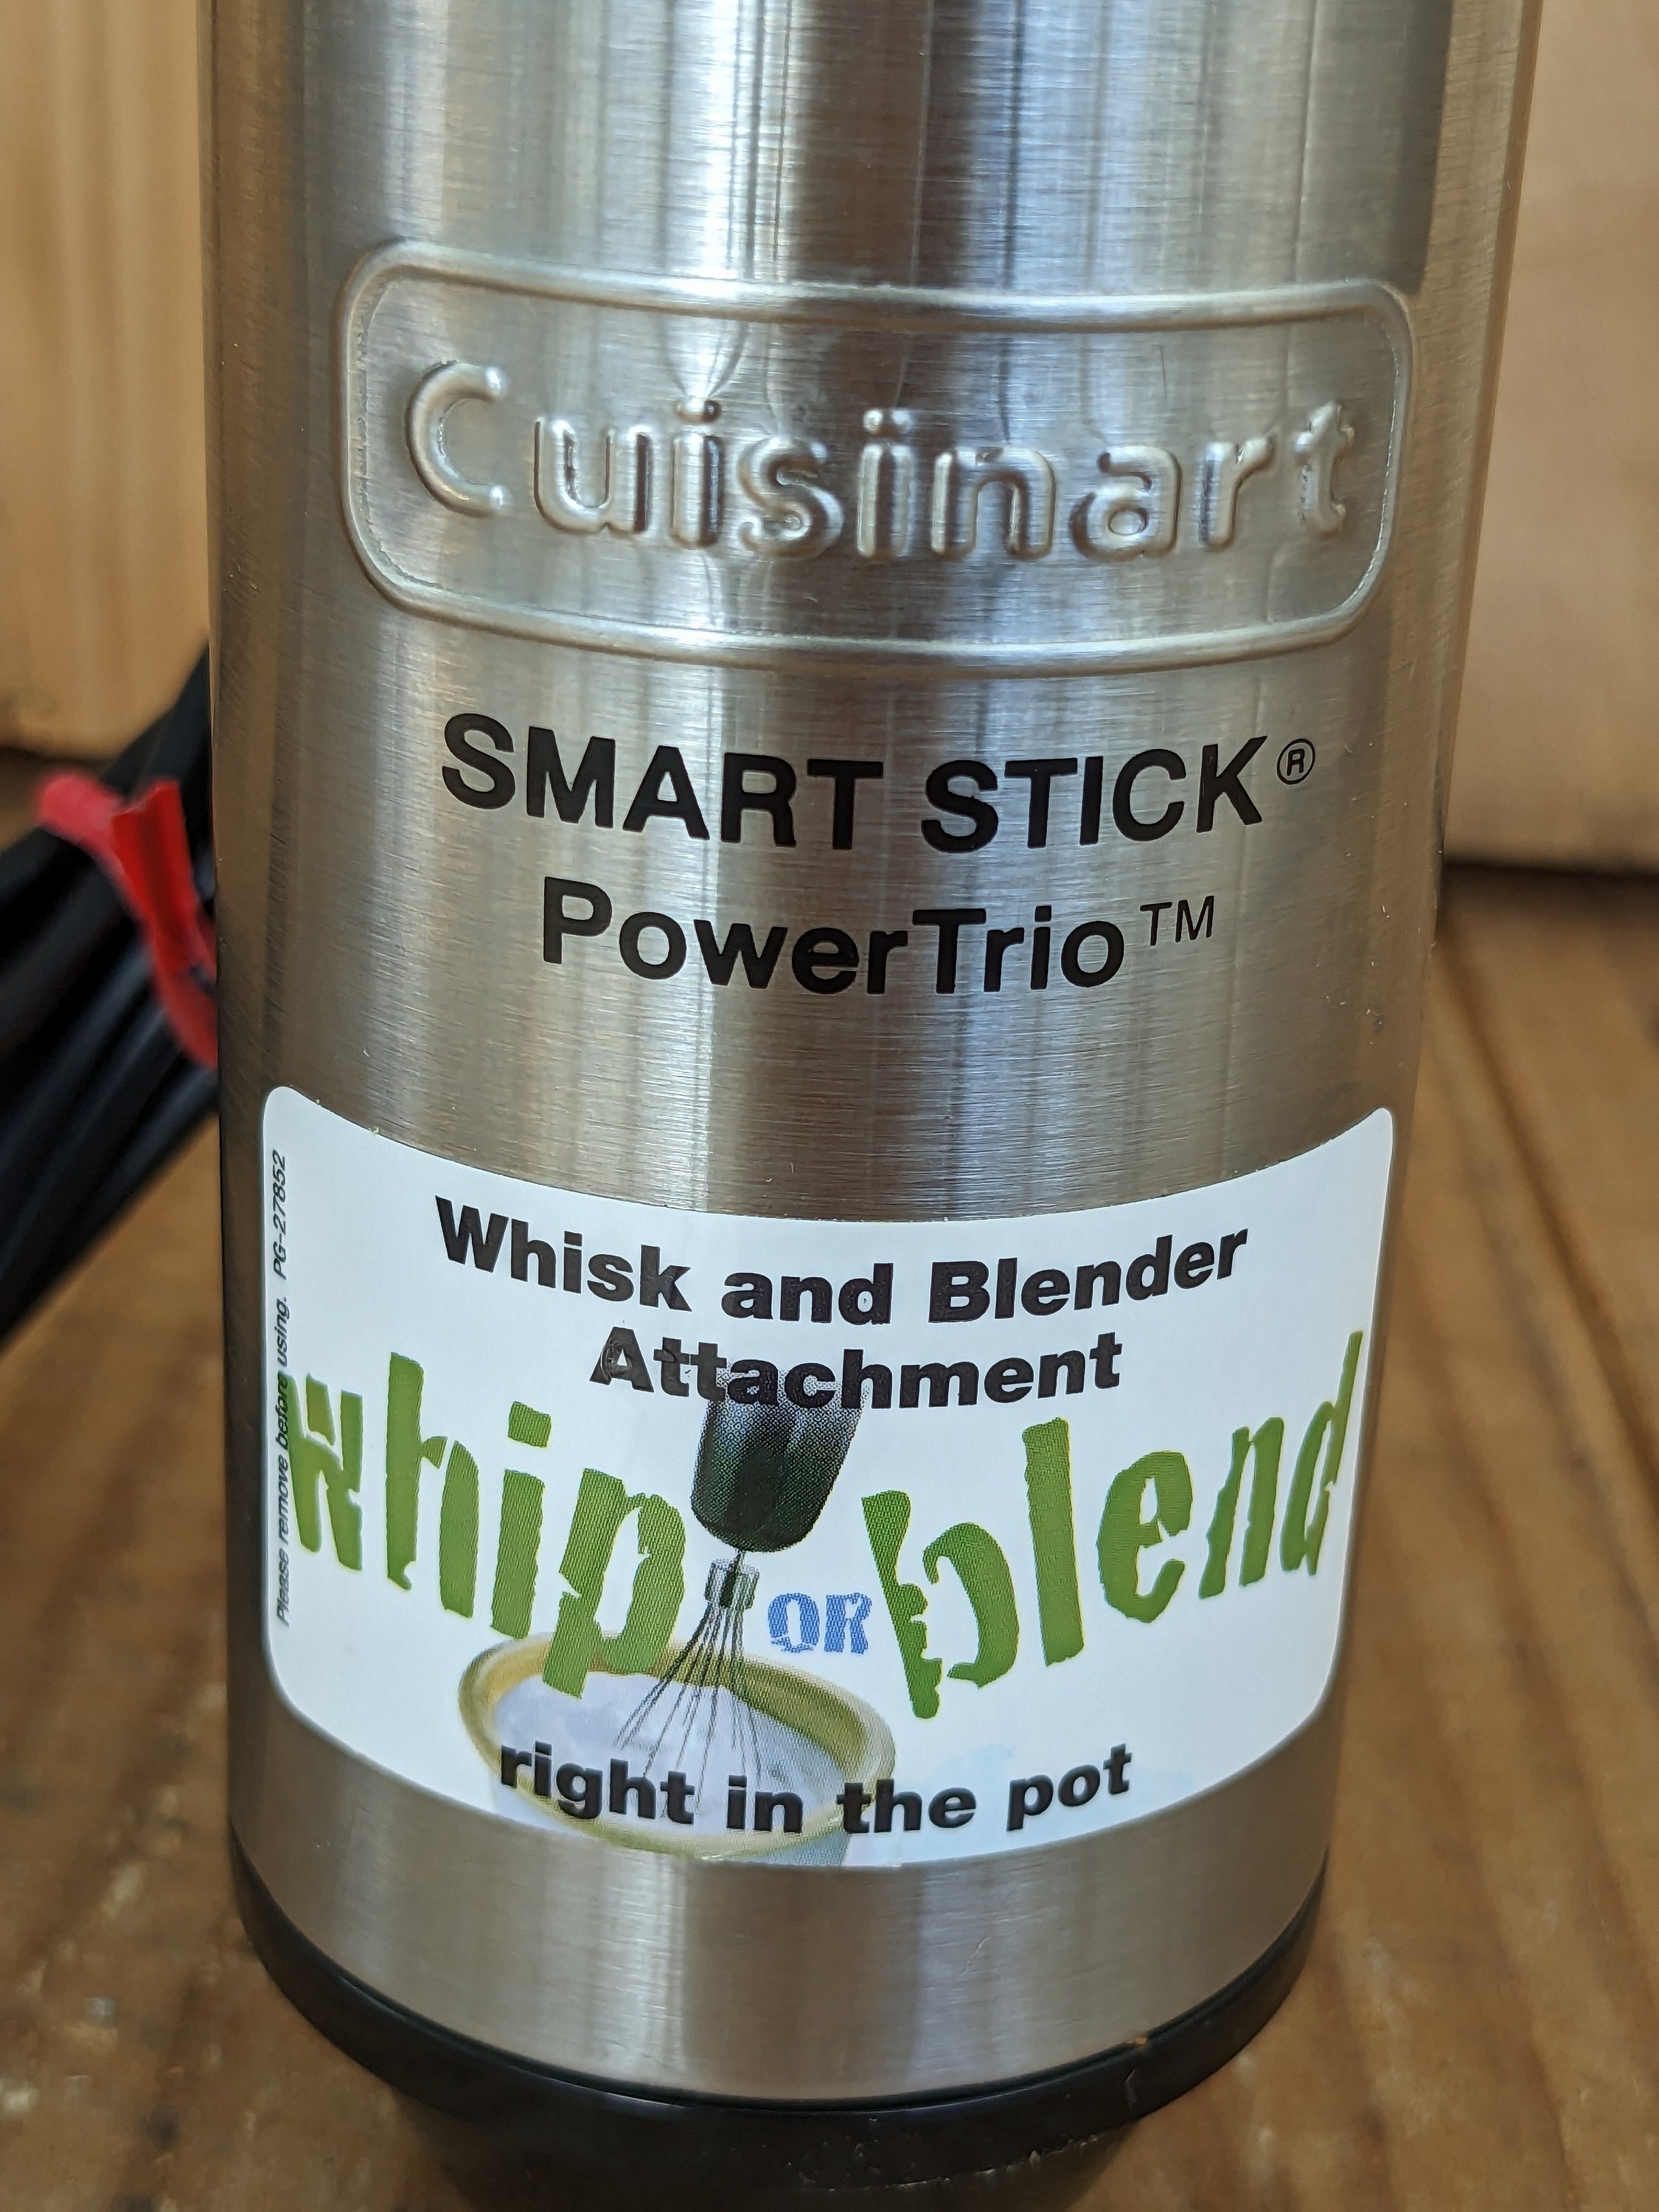 Cuisinart
SMART STICK®
PowerTrio™
Please remove before using. PG-27852
Whisk and Blender
Attachment
whip OR blend
right in the pot